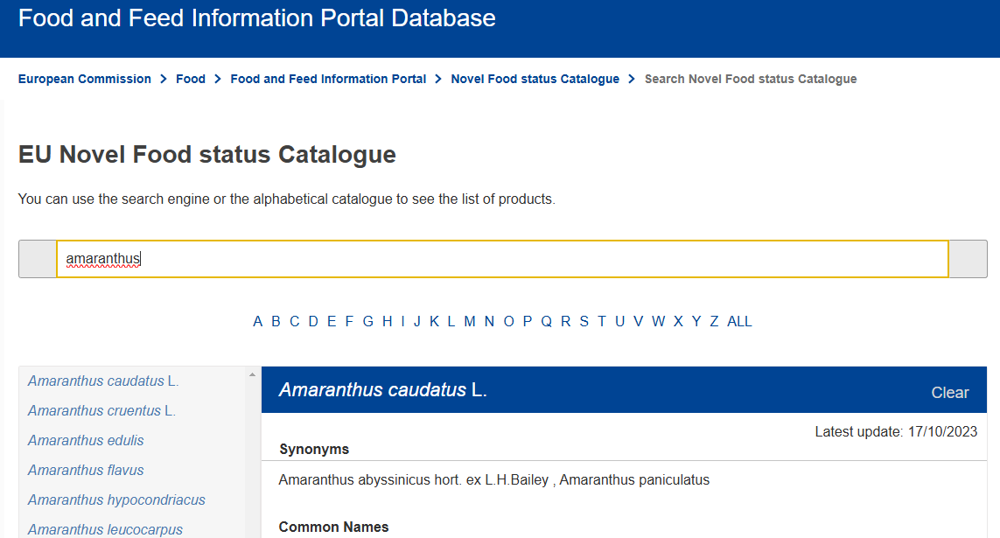 Food and Feed Information Portal Database
European Commission > Food > Food and Feed Information Portal > Novel Food status Catalogue > Search Novel Food status Catalogue
EU Novel Food status Catalogue
You can use the search engine or the alphabetical catalogue to see the list of products.
amaranthus
A B C D E F G H I J K L M N O P Q R S T U V W X Y Z ALL
Amaranthus caudatus L.
Amaranthus cruentus L.
Amaranthus edulis
Amaranthus flavus
Amaranthus hypocondriacus
Amaranthus leucocarpus
Amaranthus caudatus L.
Clear
Latest update: 17/10/2023
Synonyms
Amaranthus abyssinicus hort. ex L.H.Bailey , Amaranthus paniculatus
Common Names